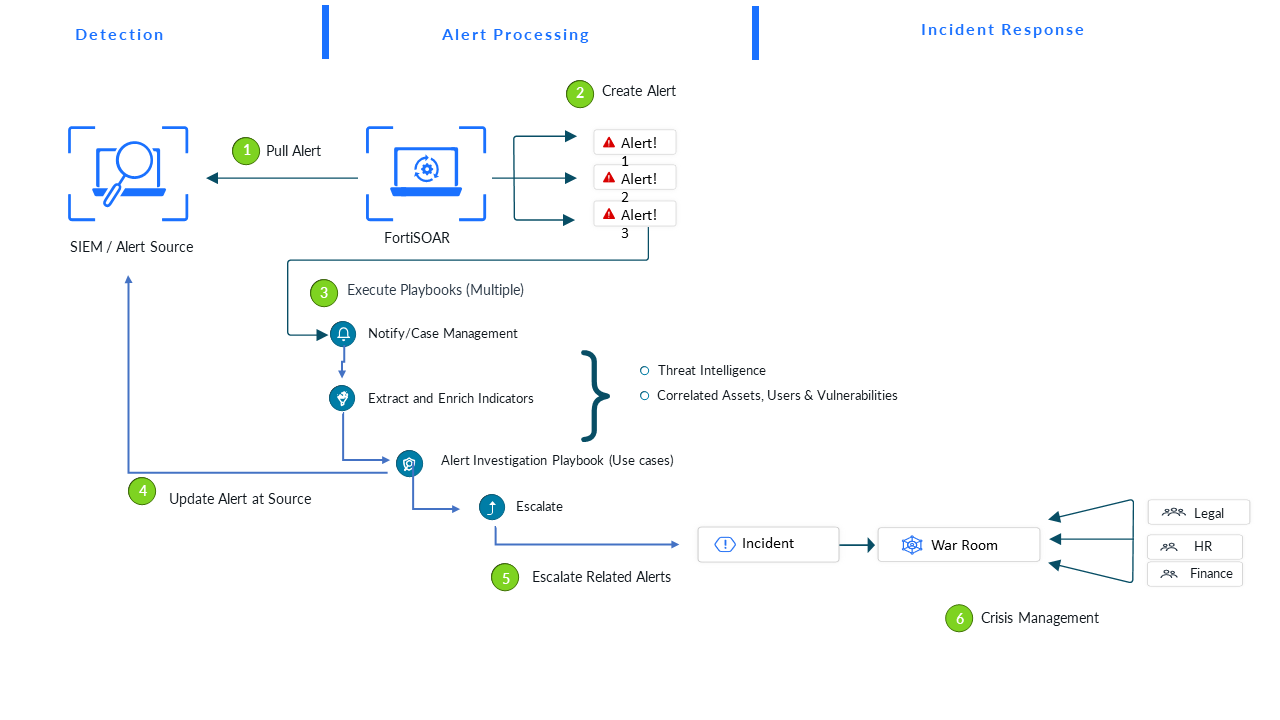 Detection
Alert Processing
Incident Response
2
Create Alert
1
Pull Alert
Alert!
1
Alert!
2
Alert!
3
SIEM / Alert Source
FortiSOAR
3
Execute Playbooks (Multiple)
Notify/Case Management
Threat Intelligence
Extract and Enrich Indicators
Correlated Assets, Users & Vulnerabilities
Alert Investigation Playbook (Use cases)
4
Update Alert at Source
Escalate
Legal
Incident
War Room
HR
Finance
5
Escalate Related Alerts
6
Crisis Management